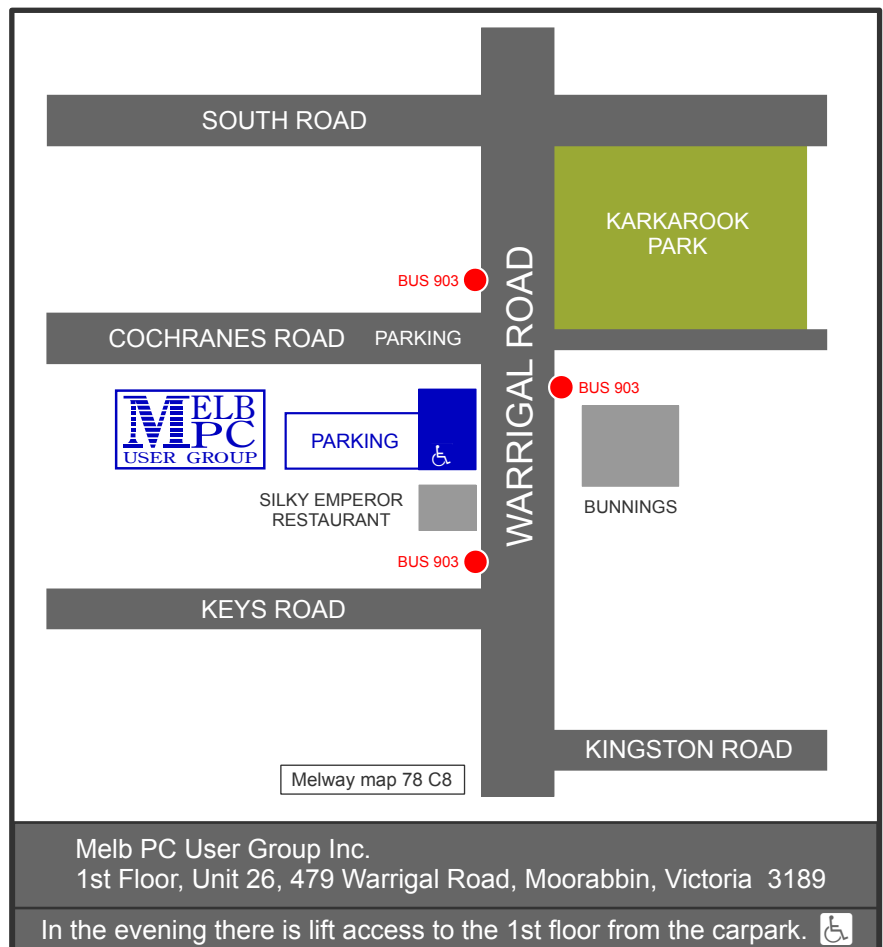 SOUTH ROAD
KARKAROOK
PARK
BUS 903
WARRIGAL ROAD
COCHRANES ROAD
PARKING
BUS 903
MELB
PC
USER GROUP
PARKING
SILKY EMPEROR
RESTAURANT
BUNNINGS
BUS 903
KEYS ROAD
KINGSTON ROAD
Melway map 78 C8
Melb PC User Group Inc.
1st Floor, Unit 26, 479 Warrigal Road, Moorabbin, Victoria 3189
In the evening there is lift access to the 1st floor from the carpark.